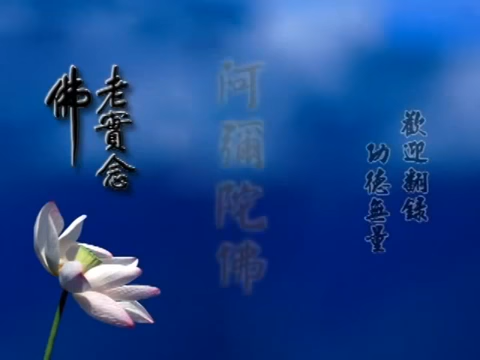 歡迎翻錄
功德無量
阿彌陀佛
老實念
佛